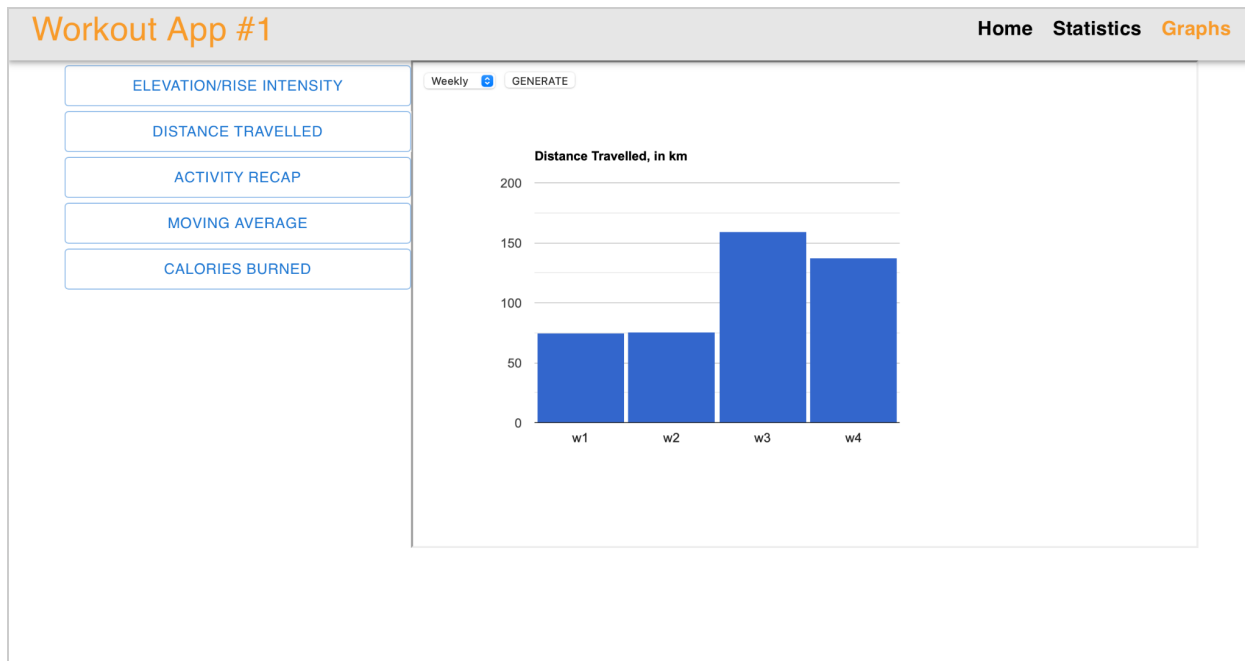 Workout App #1
Home Statistics Graphs
ELEVATION/RISE INTENSITY
DISTANCE TRAVELLED
ACTIVITY RECAP
MOVING AVERAGE
CALORIES BURNED
Weekly GENERATE
Distance Travelled, in km
200
150
100
50
0
w1 w2 w3 w4